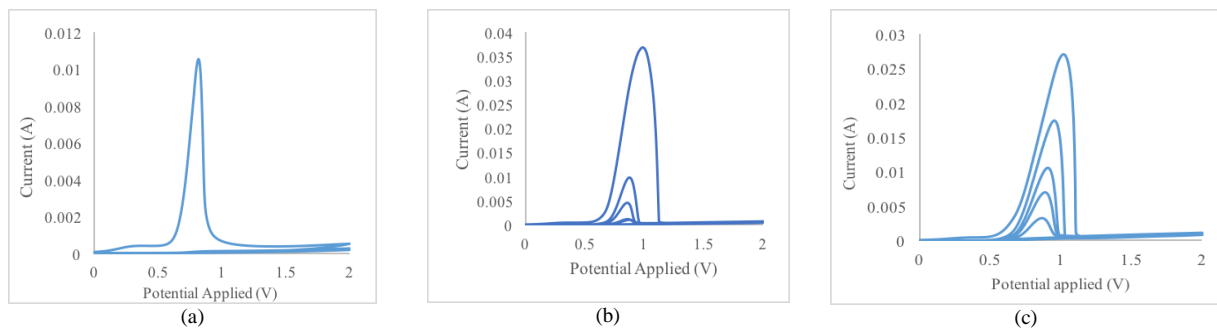 0.012
0.01
0.008
0.006
0.004
0.002
0
Current (A)
0 0.5 1 1.5 2
Potential Applied (V)
(a)
0.04
0.035
0.03
0.025
0.02
0.015
0.01
0.005
0
Current (A)
0 0.5 1 1.5 2
Potential Applied (V)
(b)
0.03
0.025
0.02
0.015
0.01
0.005
0
Current (A)
0 0.5 1 1.5 2
Potential applied (V)
(c)